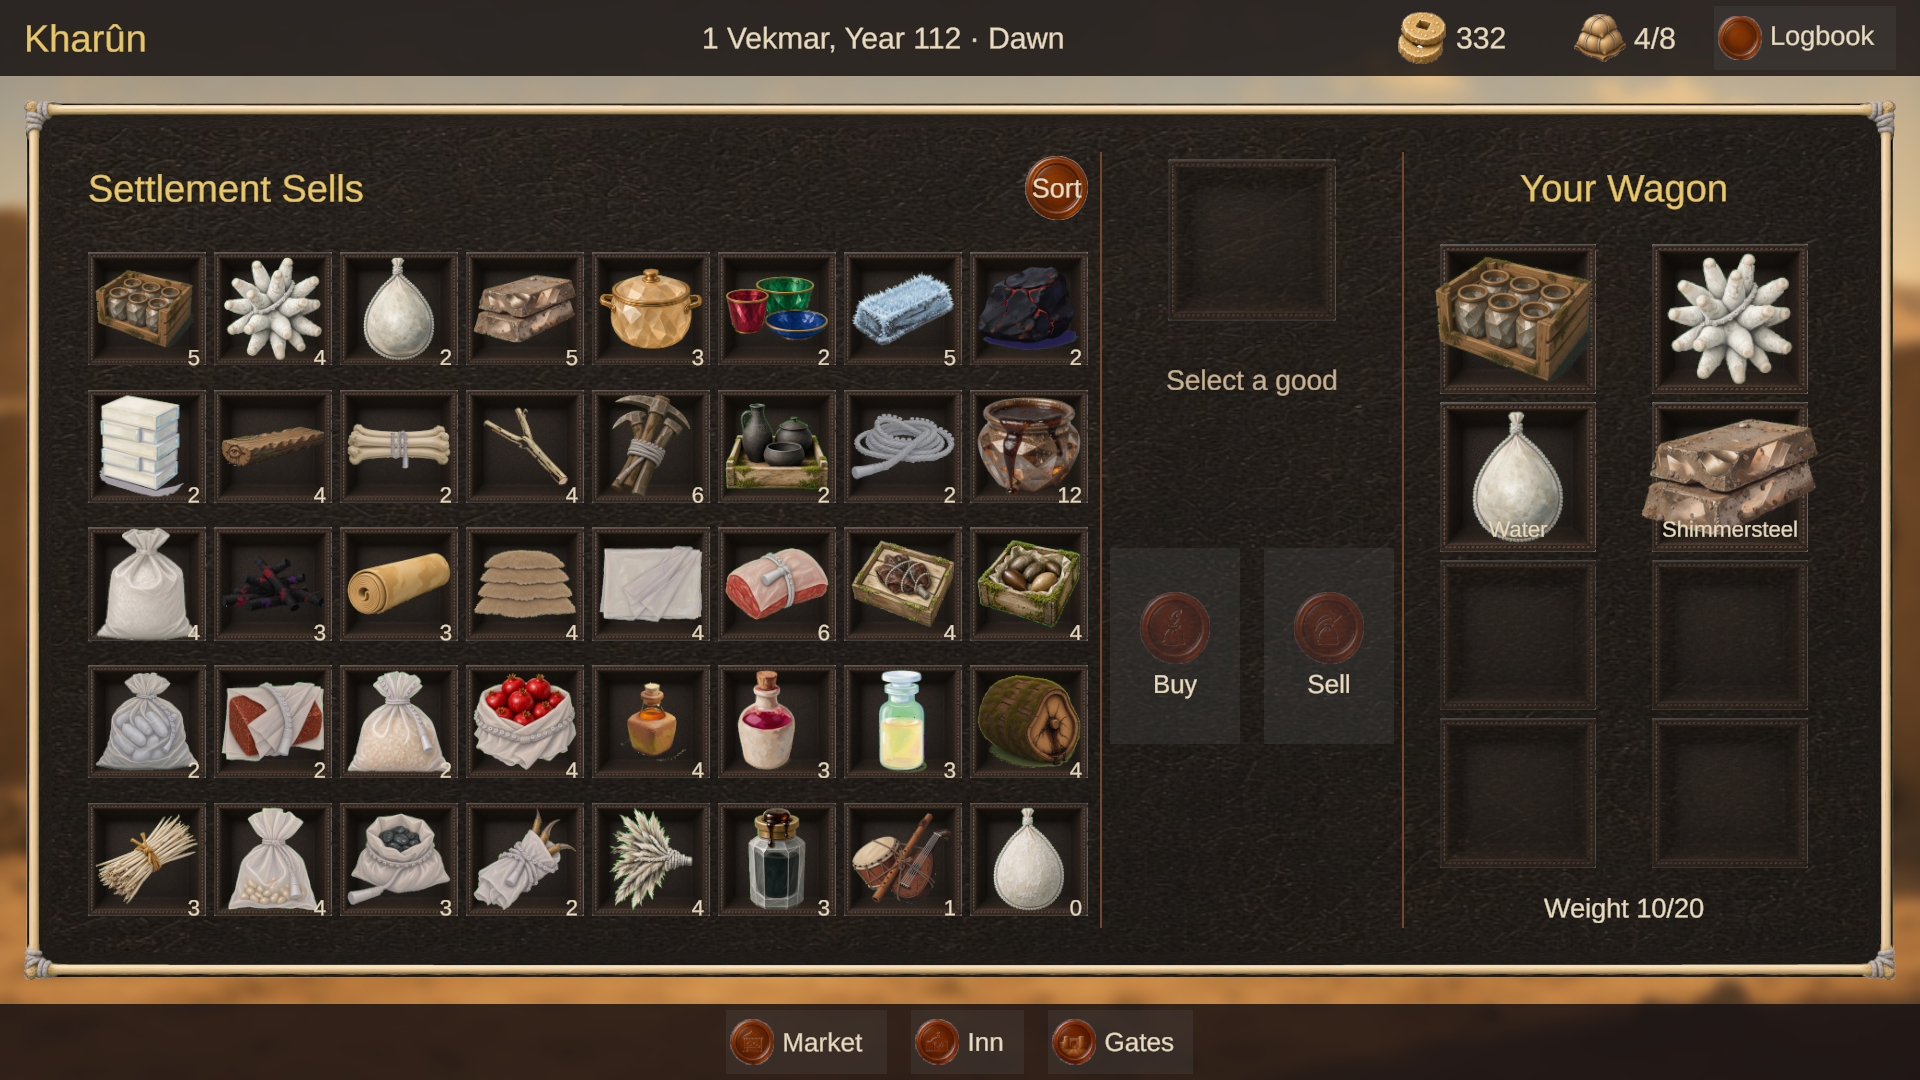 Kharûn
1 Vekmar, Year 112 · Dawn
332
4/8
Logbook
Settlement Sells
Sort
Your Wagon
5
4
2
5
3
2
5
2
Select a good
2
4
2
4
6
2
2
12
Water
Shimmersteel
4
3
3
4
4
6
4
4
Buy
Sell
2
2
2
4
4
3
3
4
3
4
3
2
4
3
1
0
Weight 10/20
Market
Inn
Gates